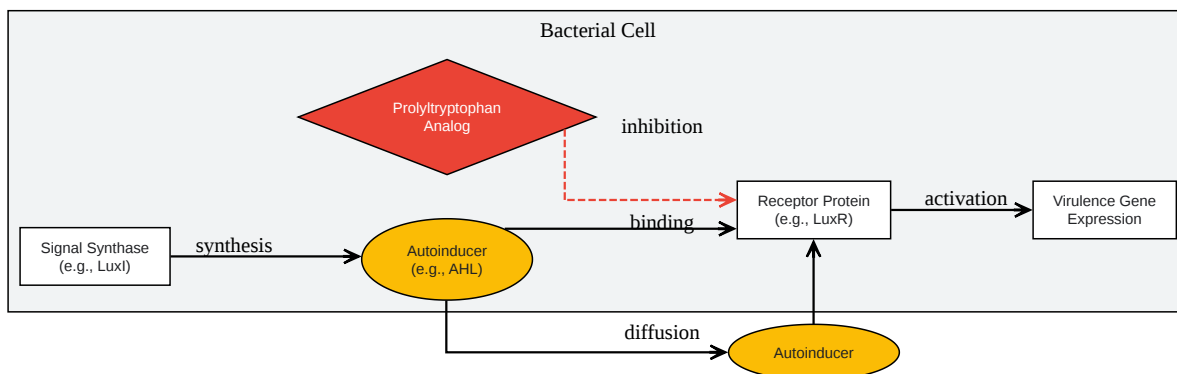 Bacterial Cell
Prolyltryptophan
Analog
inhibition
Receptor Protein
(e.g., LuxR)
activation
Virulence Gene
Expression
binding
Signal Synthase
(e.g., LuxI)
synthesis
Autoinducer
(e.g., AHL)
diffusion
Autoinducer